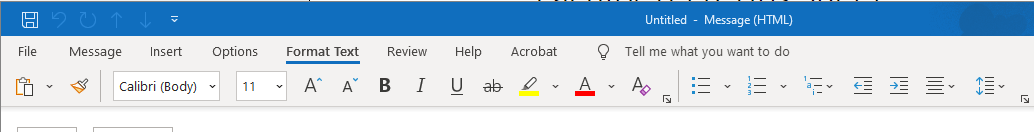 Untitled - Message (HTML)
File Message Insert Options Format Text Review Help Acrobat Tell me what you want to do
Calibri (Body) 11 A A B I U ab A A